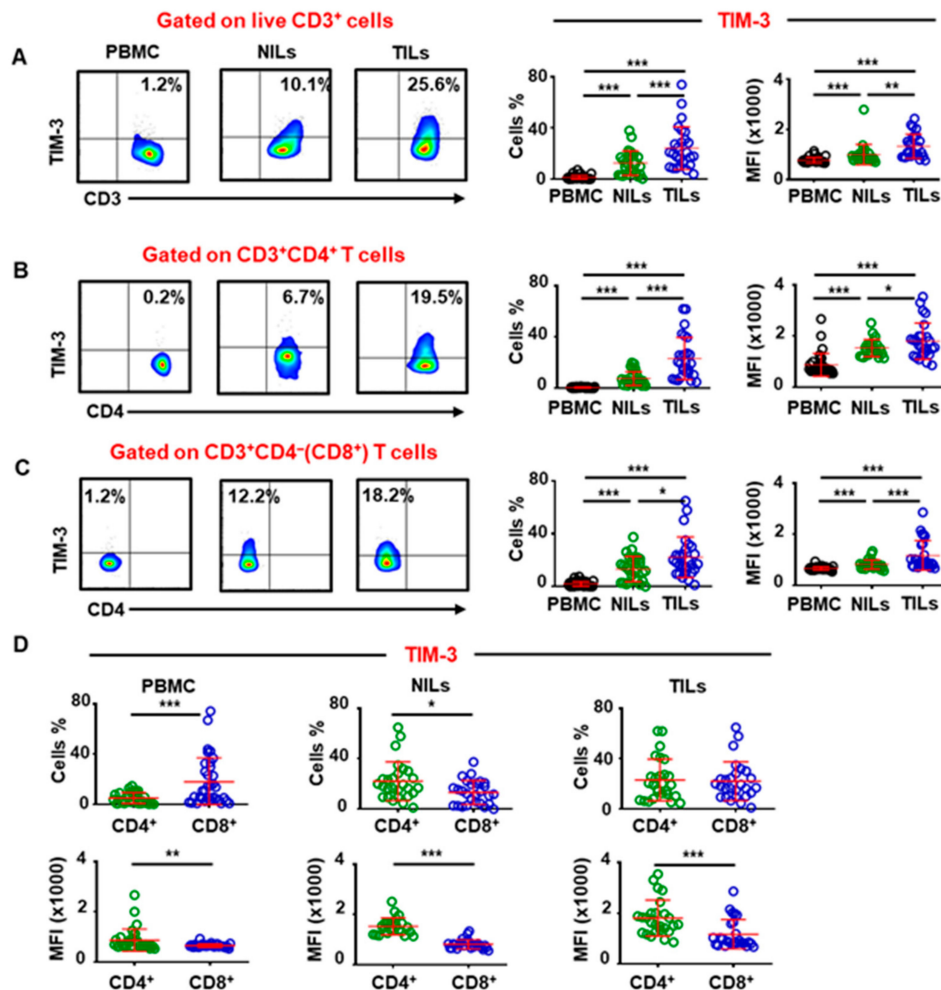 Gated on live CD3⁺ cells
TIM-3
A
PBMC
NILs
TILs
TIM-3
1.2%
10.1%
25.6%
CD3
Cells %
80
40
0
PBMC NILs TILs
*** *** ***
MFI (x1000)
4
2
0
PBMC NILs TILs
*** *** **
Gated on CD3⁺CD4⁺ T cells
B
TIM-3
0.2%
6.7%
19.5%
CD4
Cells %
80
40
0
PBMC NILs TILs
*** *** ***
MFI (x1000)
4
2
0
PBMC NILs TILs
*** *** *
Gated on CD3⁺CD4⁻(CD8⁺) T cells
C
TIM-3
1.2%
12.2%
18.2%
CD4
Cells %
80
40
0
PBMC NILs TILs
*** *** *
MFI (x1000)
4
2
0
PBMC NILs TILs
*** *** ***
D
TIM-3
PBMC
Cells %
80
40
0
***
CD4⁺ CD8⁺
NILs
Cells %
80
40
0
*
CD4⁺ CD8⁺
TILs
Cells %
80
40
0
CD4⁺ CD8⁺
MFI (x1000)
4
2
0
**
CD4⁺ CD8⁺
MFI (x1000)
4
2
0
***
CD4⁺ CD8⁺
MFI (x1000)
4
2
0
***
CD4⁺ CD8⁺